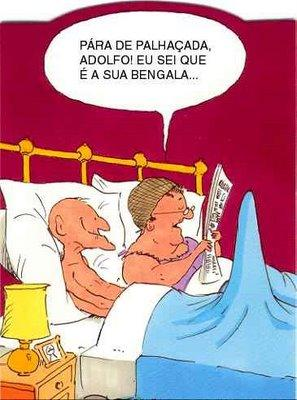 PÁRA DE PALHAÇADA,
ADOLFO! EU SEI QUE
É A SUA BENGALA...